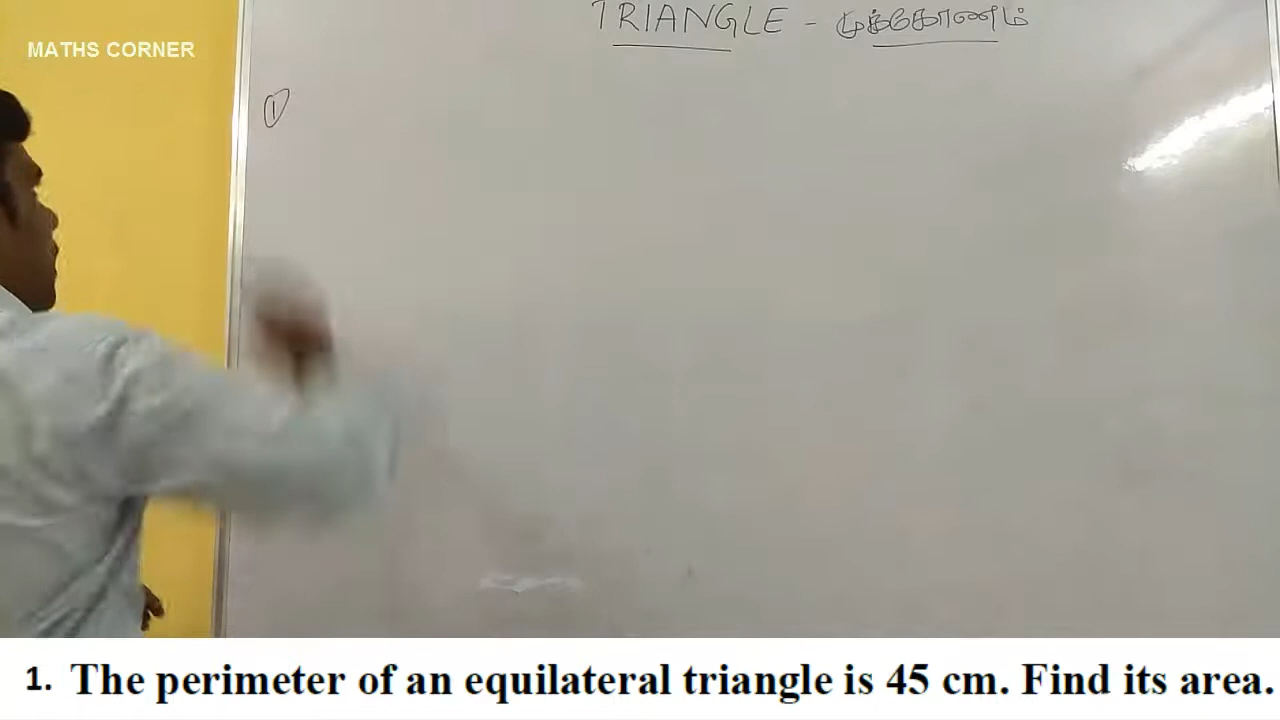 TRIANGLE - முக்கோணம்
MATHS CORNER
①
1. The perimeter of an equilateral triangle is 45 cm. Find its area.